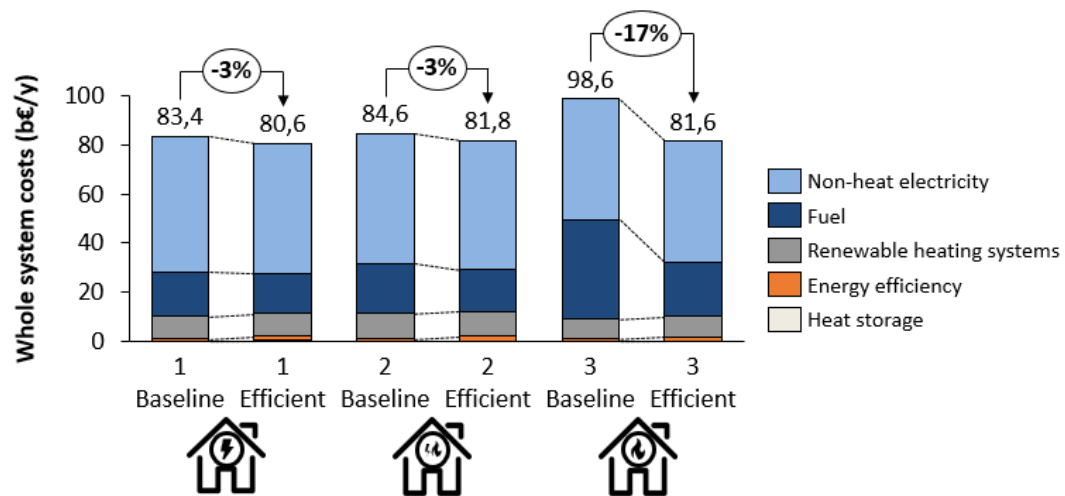 Whole system costs (b€/y)
100
80
60
40
20
0
-3%
-3%
-17%
83,4
80,6
84,6
81,8
98,6
81,6
1
Baseline
1
Efficient
2
Baseline
2
Efficient
3
Baseline
3
Efficient
Non-heat electricity
Fuel
Renewable heating systems
Energy efficiency
Heat storage